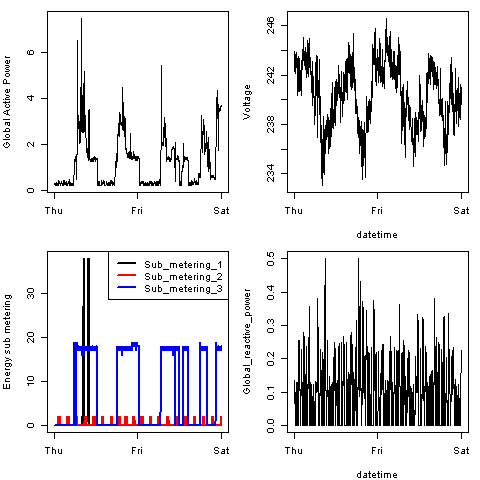 Global Active Power
6
4
2
0
Thu
Fri
Sat
Voltage
246
242
238
234
Thu
Fri
Sat
datetime
Energy sub metering
30
20
10
0
Sub_metering_1
Sub_metering_2
Sub_metering_3
Thu
Fri
Sat
Global_reactive_power
0.5
0.4
0.3
0.2
0.1
0.0
Thu
Fri
Sat
datetime